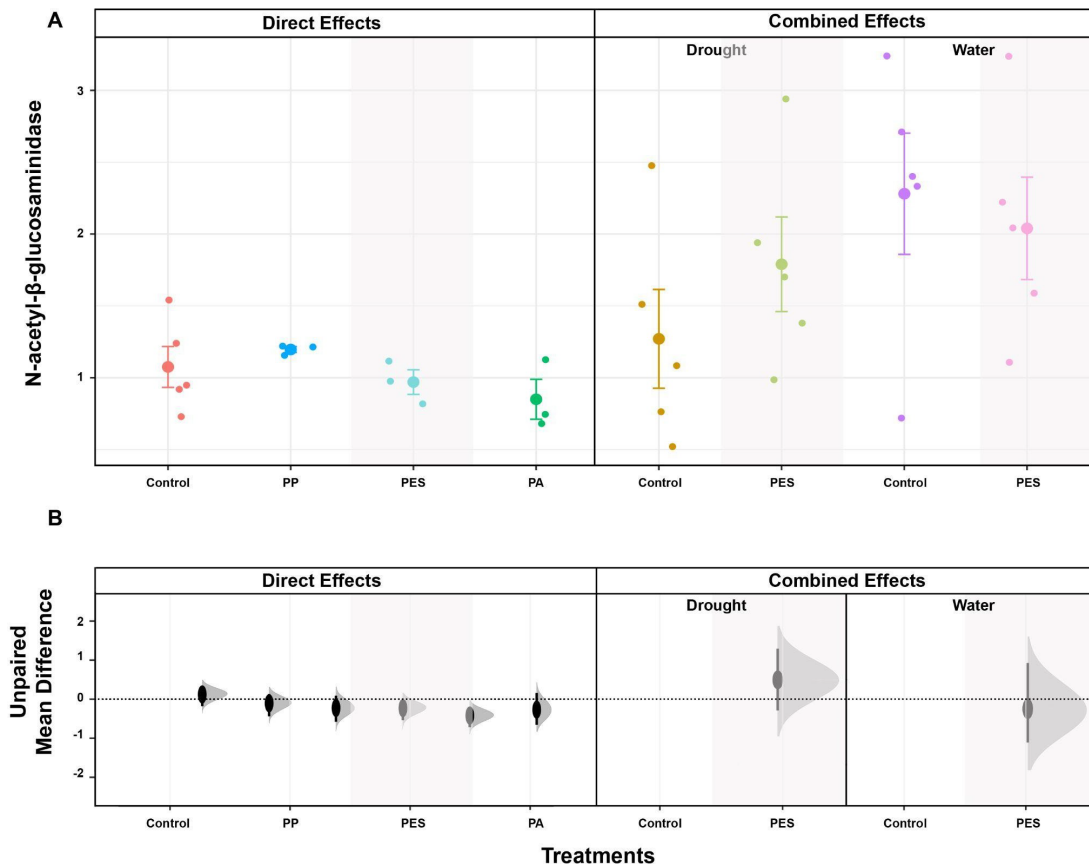 A
Direct Effects
Combined Effects
Drought
Water
N-acetyl-β-glucosaminidase
3
2
1
Control
PP
PES
PA
Control
PES
Control
PES
B
Direct Effects
Combined Effects
Drought
Water
Unpaired
Mean Difference
2
1
0
-1
-2
Control
PP
PES
PA
Control
PES
Control
PES
Treatments